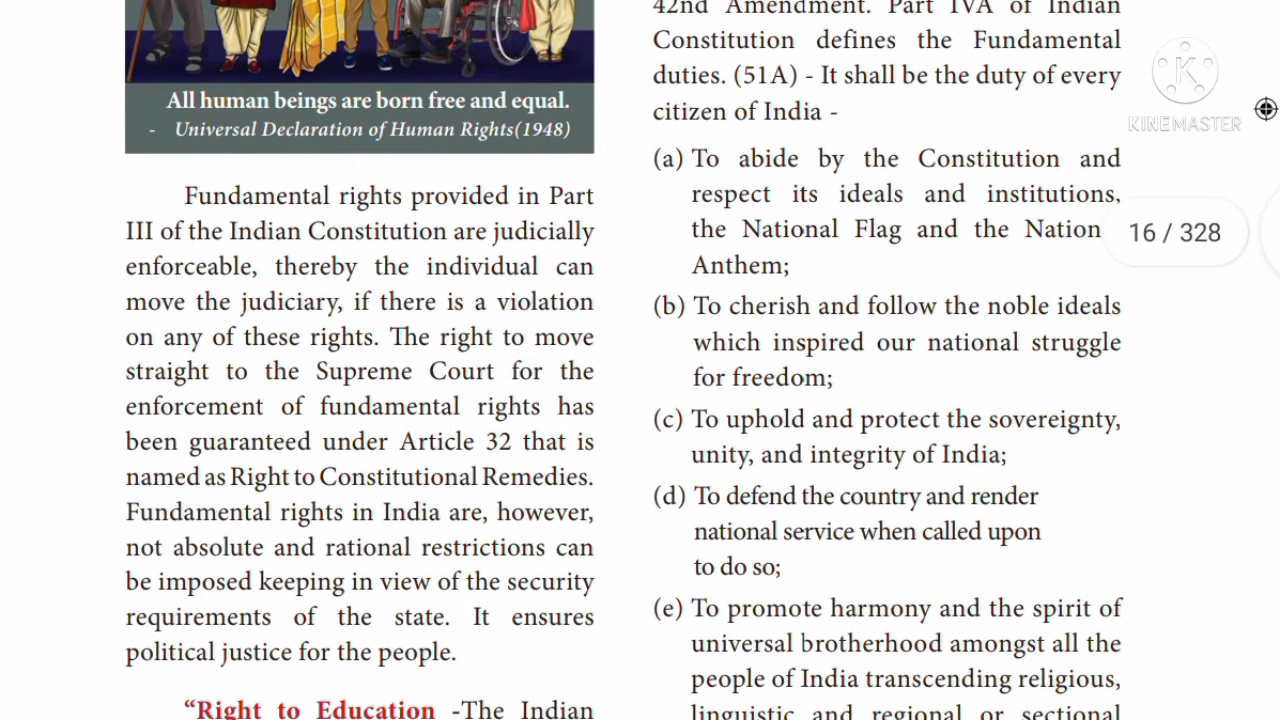 All human beings are born free and equal.
- Universal Declaration of Human Rights(1948)
Fundamental rights provided in Part
III of the Indian Constitution are judicially
enforceable, thereby the individual can
move the judiciary, if there is a violation
on any of these rights. The right to move
straight to the Supreme Court for the
enforcement of fundamental rights has
been guaranteed under Article 32 that is
named as Right to Constitutional Remedies.
Fundamental rights in India are, however,
not absolute and rational restrictions can
be imposed keeping in view of the security
requirements of the state. It ensures
political justice for the people.
“Right to Education -The Indian
42nd Amendment. Part IVA of Indian
Constitution defines the Fundamental
duties. (51A) - It shall be the duty of every
citizen of India -
(a) To abide by the Constitution and
respect its ideals and institutions,
the National Flag and the Nation
Anthem;
(b) To cherish and follow the noble ideals
which inspired our national struggle
for freedom;
(c) To uphold and protect the sovereignty,
unity, and integrity of India;
(d) To defend the country and render
national service when called upon
to do so;
(e) To promote harmony and the spirit of
universal brotherhood amongst all the
people of India transcending religious,
linguistic and regional or sectional
K
KINEMASTER
16 / 328